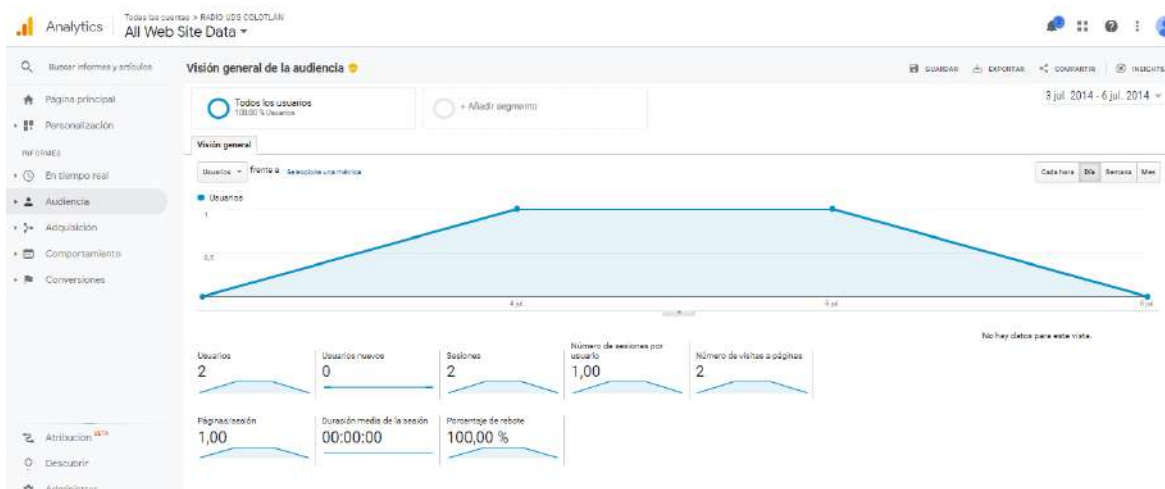 Analytics
Todas las cuentas > RADIO UDG COLOTLÁN
All Web Site Data
Buscar informes y artículos
Visión general de la audiencia
GUARDAR EXPORTAR COMPARTIR INSIGHTS
Página principal
Personalización
INFORMES
En tiempo real
Audiencia
Adquisición
Comportamiento
Conversiones
Atribución BETA
Descubrir
Administrar
Todos los usuarios
100,00 % Usuarios
+ Añadir segmento
3 jul. 2014 - 6 jul. 2014
Visión general
Usuarios frente a Seleccione una métrica
Cada hora Día Semana Mes
Usuarios
1
0,5
4 jul.
No hay datos para esta vista.
Usuarios
2
Usuarios nuevos
0
Sesiones
2
Número de sesiones por usuario
1,00
Número de visitas a páginas
2
Páginas/sesión
1,00
Duración media de la sesión
00:00:00
Porcentaje de rebote
100,00 %